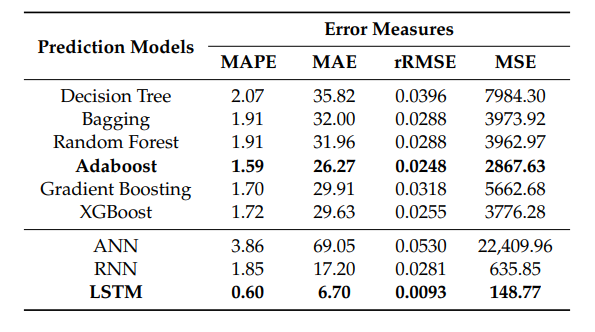 Error Measures
Prediction Models
MAPE MAE rRMSE MSE
Decision Tree 2.07 35.82 0.0396 7984.30
Bagging 1.91 32.00 0.0288 3973.92
Random Forest 1.91 31.96 0.0288 3962.97
Adaboost 1.59 26.27 0.0248 2867.63
Gradient Boosting 1.70 29.91 0.0318 5662.68
XGBoost 1.72 29.63 0.0255 3776.28
ANN 3.86 69.05 0.0530 22,409.96
RNN 1.85 17.20 0.0281 635.85
LSTM 0.60 6.70 0.0093 148.77